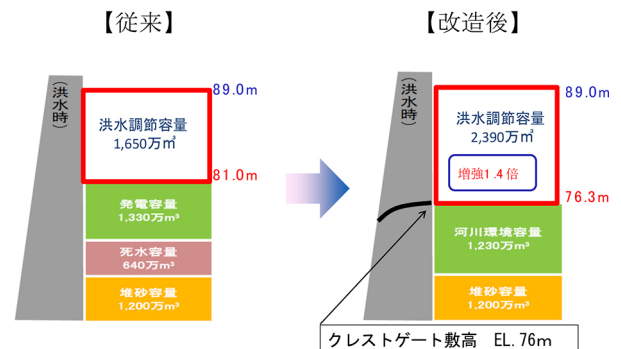 【従来】
(洪水時)
89.0m
洪水調節容量
1,650万㎥
81.0m
発電容量
1,330万m³
死水容量
640万m³
堆砂容量
1,200万m³
【改造後】
(洪水時)
89.0m
洪水調節容量
2,390万㎥
増強1.4倍
76.3m
河川環境容量
1,230万m³
堆砂容量
1,200万m³
クレストゲート敷高　EL.76m